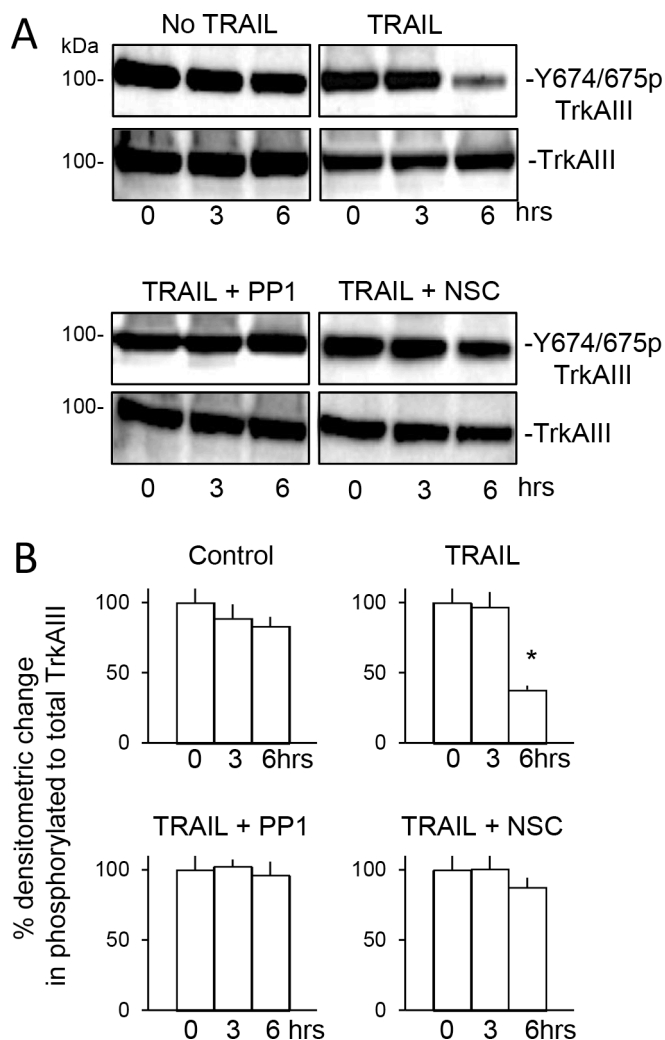 A
No TRAIL
TRAIL
kDa
100-
-Y674/675p
TrkAIII
100-
-TrkAIII
0 3 6 0 3 6 hrs
TRAIL + PP1
TRAIL + NSC
100-
-Y674/675p
TrkAIII
100-
-TrkAIII
0 3 6 0 3 6 hrs
B
% densitometric change
in phosphorylated to total TrkAIII
Control
100
50
0
0 3 6hrs
TRAIL
100
50
0
*
0 3 6hrs
TRAIL + PP1
100
50
0
0 3 6 hrs
TRAIL + NSC
100
50
0
0 3 6hrs